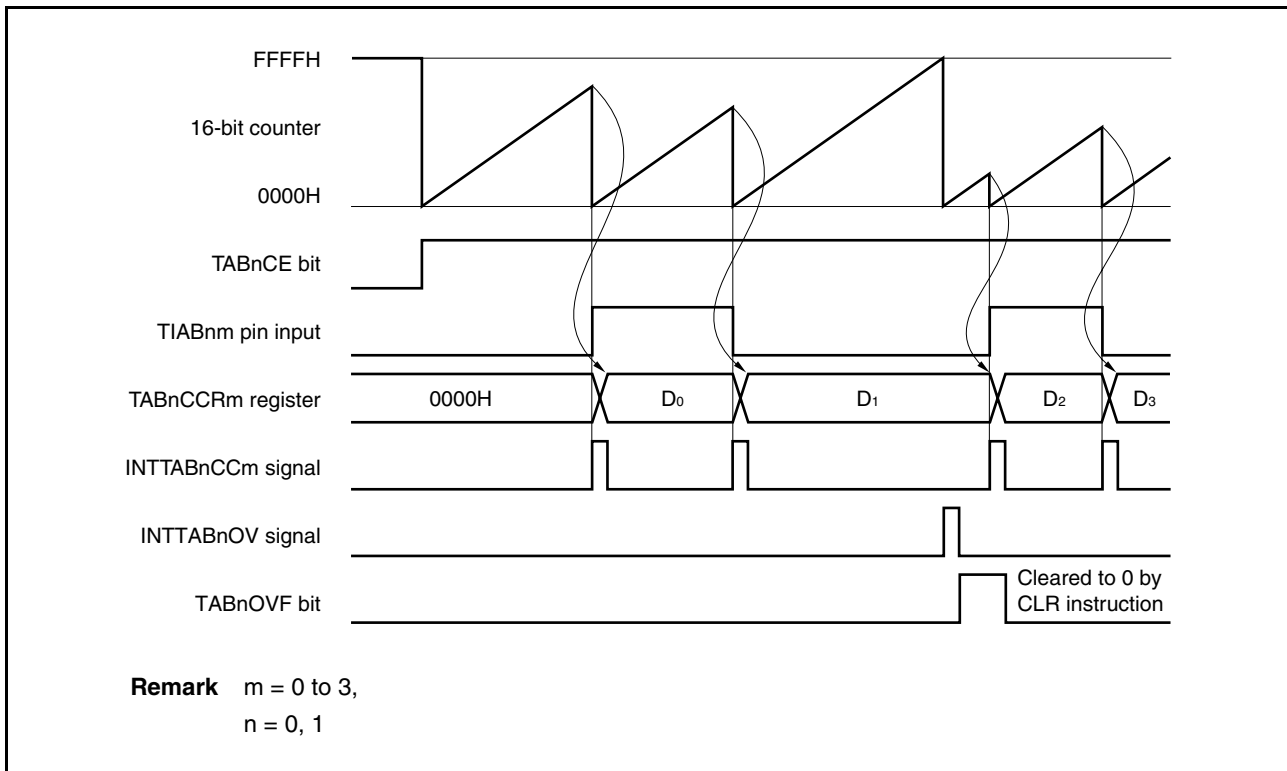 FFFFH
16-bit counter
0000H
TABnCE bit
TIABnm pin input
TABnCCRm register 0000H D0 D1 D2 D3
INTTABnCCm signal
INTTABnOV signal
TABnOVF bit
Cleared to 0 by
CLR instruction
Remark m = 0 to 3,
n = 0, 1